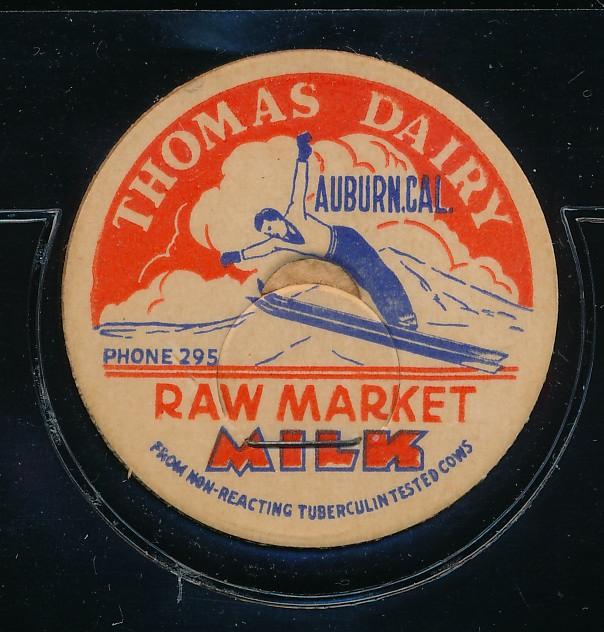 THOMAS DAIRY
AUBURN.CAL.
PHONE 295
RAW MARKET
MILK
FROM NON-REACTING TUBERCULIN TESTED COWS